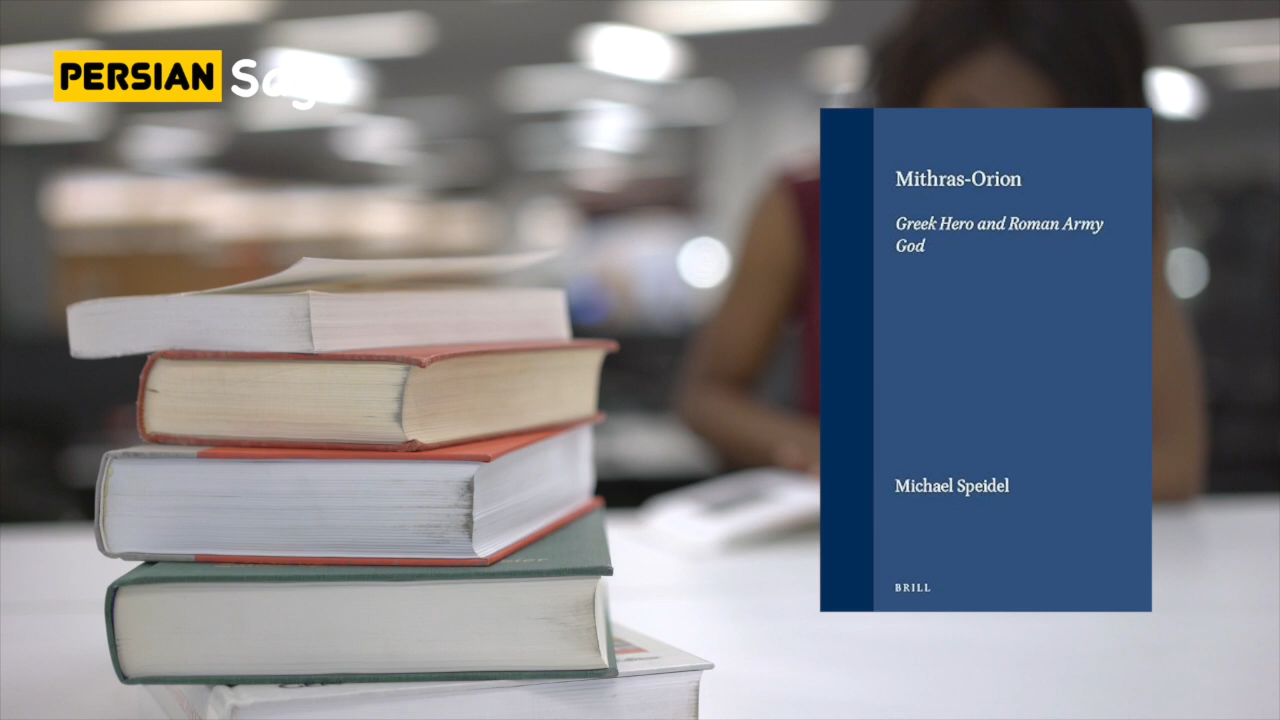 PERSIAN
Mithras-Orion
Greek Hero and Roman Army
God
Michael Speidel
BRILL